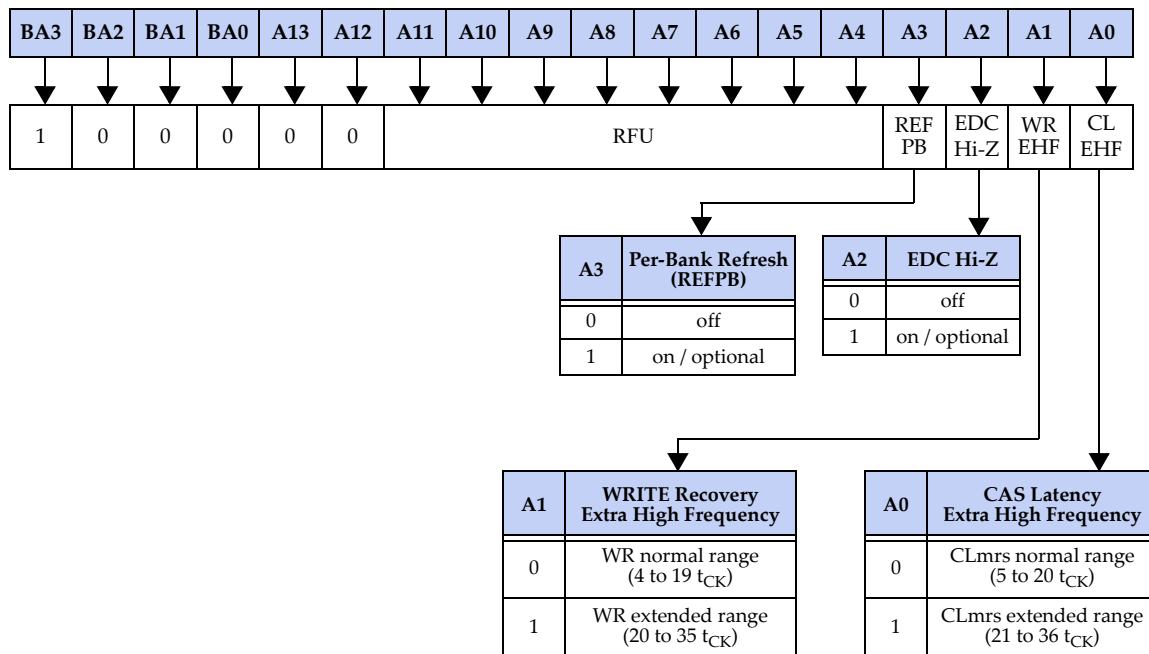 BA3 BA2 BA1 BA0 A13 A12 A11 A10 A9 A8 A7 A6 A5 A4 A3 A2 A1 A0
1 0 0 0 0 0 RFU REF PB EDC Hi-Z WR EHF CL EHF
A3 Per-Bank Refresh (REFPB)
0 off
1 on / optional
A2 EDC Hi-Z
0 off
1 on / optional
A1 WRITE Recovery Extra High Frequency
0 WR normal range (4 to 19 tCK)
1 WR extended range (20 to 35 tCK)
A0 CAS Latency Extra High Frequency
0 CLmrs normal range (5 to 20 tCK)
1 CLmrs extended range (21 to 36 tCK)